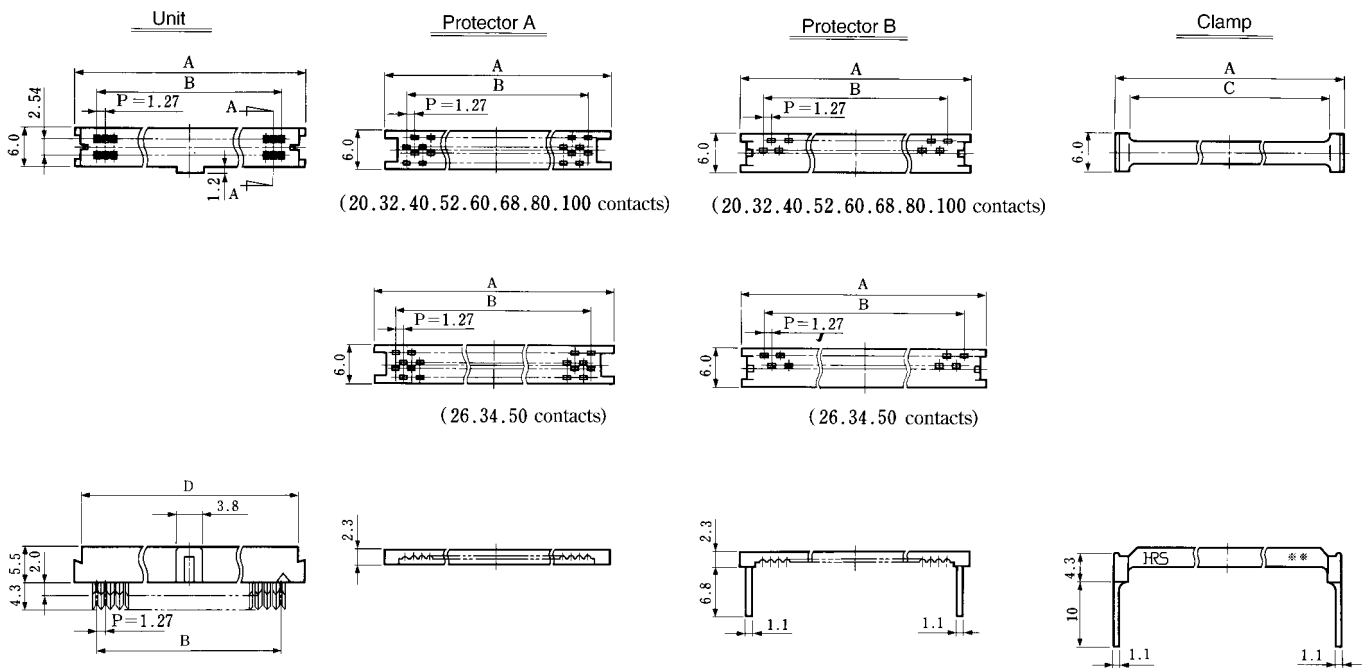 Unit
Protector A
Protector B
Clamp
A
B
P=1.27
A
2.54
6.0
1.2
A
A
B
P=1.27
6.0
(20.32.40.52.60.68.80.100 contacts)
A
B
P=1.27
6.0
(20.32.40.52.60.68.80.100 contacts)
A
C
6.0
A
B
P=1.27
6.0
(26.34.50 contacts)
A
B
P=1.27
6.0
(26.34.50 contacts)
D
3.8
5.5
2.0
4.3
P=1.27
B
2.3
2.3
6.8
1.1
1.1
HRS
※※
4.3
10
1.1
1.1